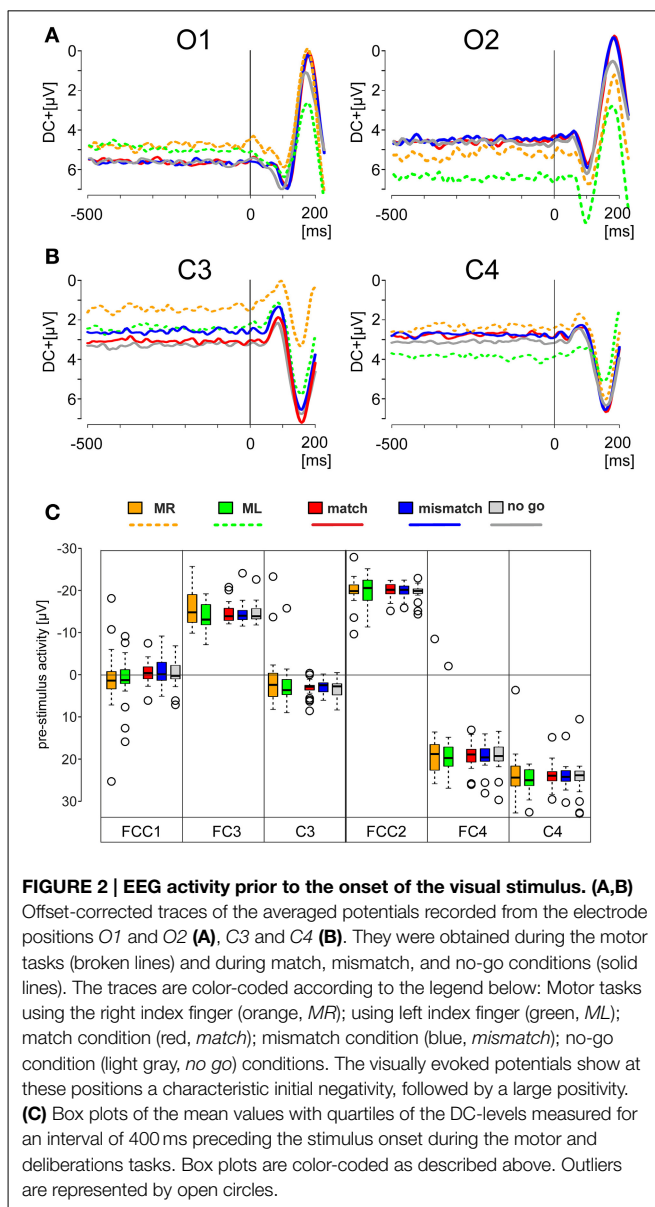 A
O1
O2
DC+[µV]
0
2
4
6
-500
0
200
[ms]
DC+[µV]
0
2
4
6
-500
0
200
[ms]
B
C3
C4
DC+[µV]
0
2
4
6
-500
0
200
[ms]
DC+[µV]
0
2
4
6
-500
0
200
[ms]
C
MR ML match mismatch no go
pre-stimulus activity [µV]
-30
-20
-10
0
10
20
30
FCC1 FC3 C3 FCC2 FC4 C4
FIGURE 2 | EEG activity prior to the onset of the visual stimulus. (A,B)
Offset-corrected traces of the averaged potentials recorded from the electrode
positions O1 and O2 (A), C3 and C4 (B). They were obtained during the motor
tasks (broken lines) and during match, mismatch, and no-go conditions (solid
lines). The traces are color-coded according to the legend below: Motor tasks
using the right index finger (orange, MR); using left index finger (green, ML);
match condition (red, match); mismatch condition (blue, mismatch); no-go
condition (light gray, no go) conditions. The visually evoked potentials show at
these positions a characteristic initial negativity, followed by a large positivity.
(C) Box plots of the mean values with quartiles of the DC-levels measured for
an interval of 400 ms preceding the stimulus onset during the motor and
deliberations tasks. Box plots are color-coded as described above. Outliers
are represented by open circles.